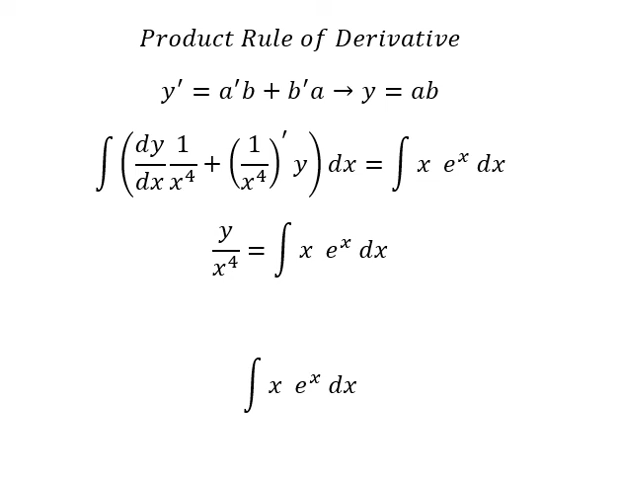 Product Rule of Derivative
y′ = a′b + b′a → y = ab
∫ (dy/dx 1/x⁴ + (1/x⁴)′ y) dx = ∫ x eˣ dx
y/x⁴ = ∫ x eˣ dx
∫ x eˣ dx